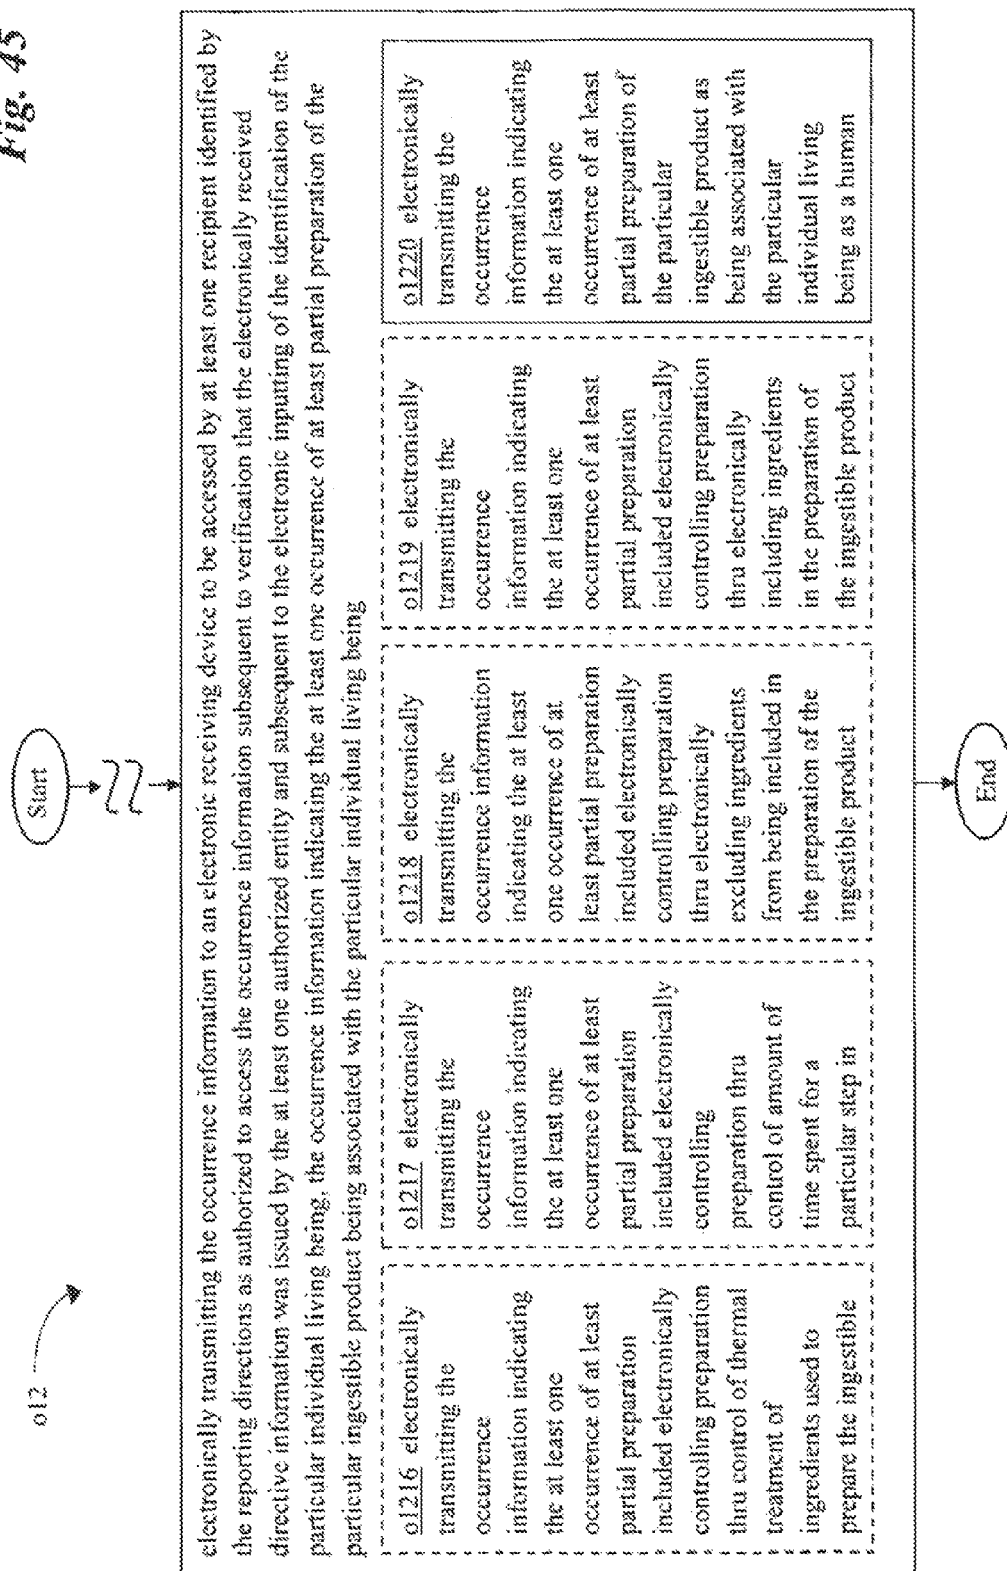 Fig. 45
o12
Start
electronically transmitting the occurrence information to an electronic receiving device to be accessed by at least one recipient identified by
the reporting directions as authorized to access the occurrence information subsequent to verification that the electronically received
directive information was issued by the at least one authorized entity and subsequent to the electronic inputing of the identification of the
particular individual living being, the occurrence information indicating the at least one occurrence of at least partial preparation of the
particular ingestible product being associated with the particular individual living being
o1216 electronically
transmitting the
occurrence
information indicating
the at least one
occurrence of at least
partial preparation
included electronically
controlling preparation
thru control of thermal
treatment of
ingredients used to
prepare the ingestible
o1217 electronically
transmitting the
occurrence
information indicating
the at least one
occurrence of at least
partial preparation
included electronically
controlling
preparation thru
control of amount of
time spent for a
particular step in
o1218 electronically
transmitting the
occurrence information
indicating the at least
one occurrence of at
least partial preparation
included electronically
controlling preparation
thru electronically
excluding ingredients
from being included in
the preparation of the
ingestible product
o1219 electronically
transmitting the
occurrence
information indicating
the at least one
occurrence of at least
partial preparation
included electronically
controlling preparation
thru electronically
including ingredients
in the preparation of
the ingestible product
o1220 electronically
transmitting the
occurrence
information indicating
the at least one
occurrence of at least
partial preparation of
the particular
ingestible product as
being associated with
the particular
individual living
being as a human
End